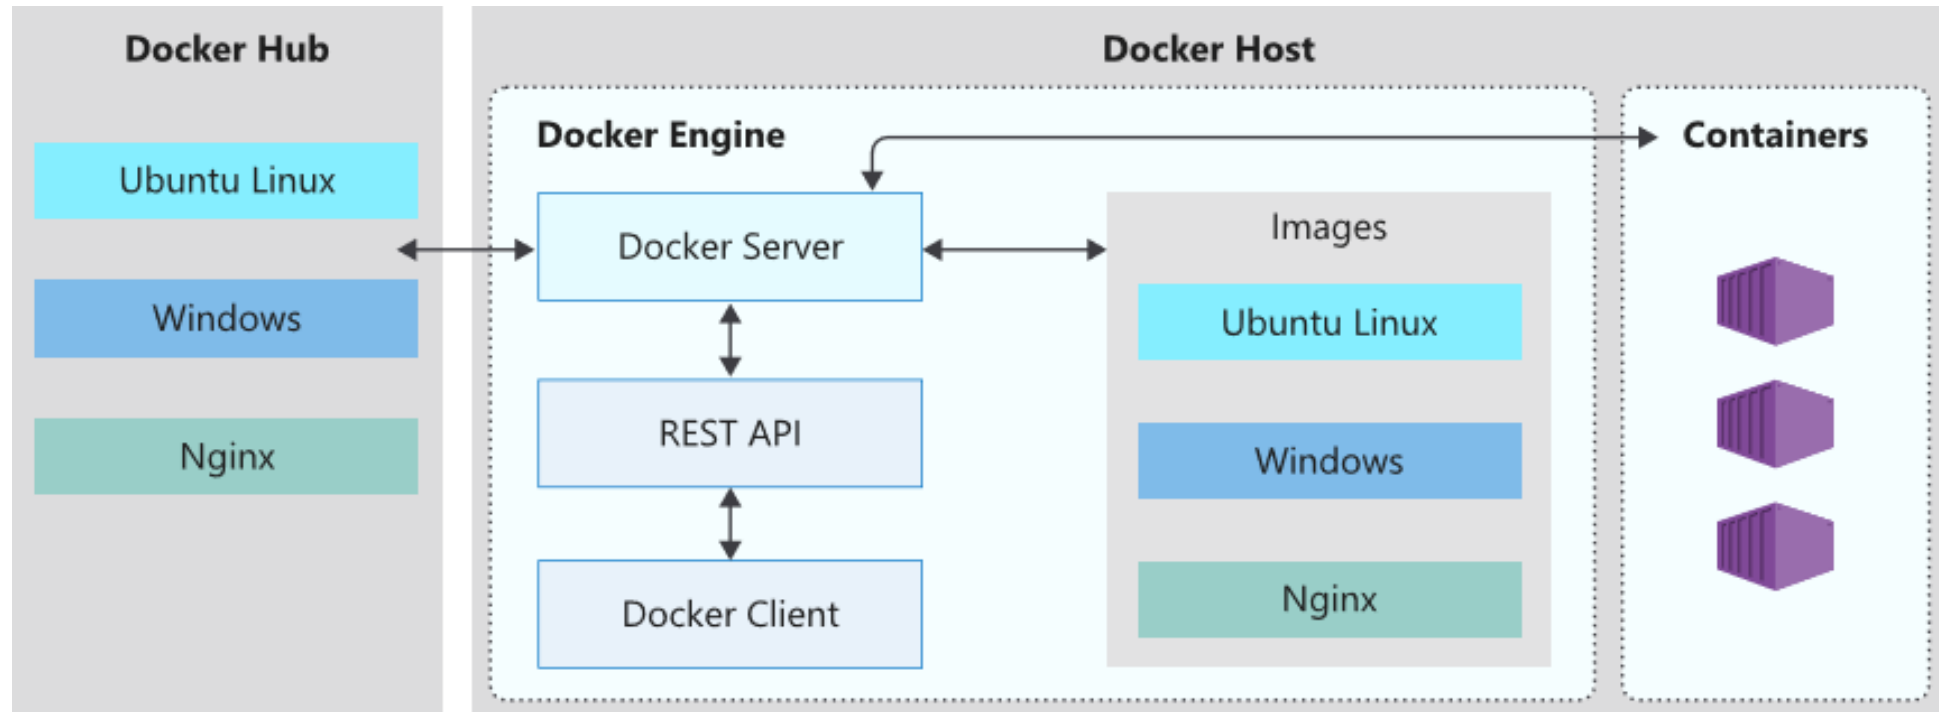 Docker Hub
Ubuntu Linux
Windows
Nginx
Docker Host
Docker Engine
Docker Server
REST API
Docker Client
Images
Ubuntu Linux
Windows
Nginx
Containers